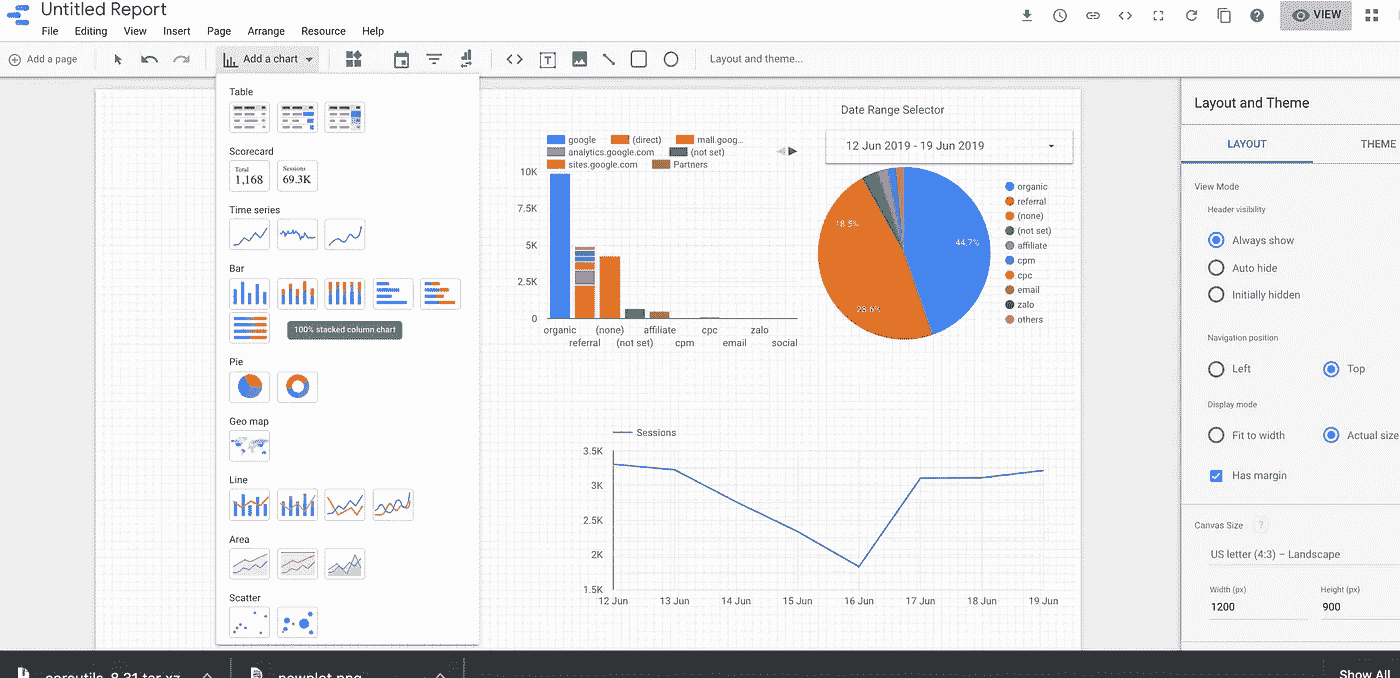 Untitled Report
File Editing View Insert Page Arrange Resource Help
VIEW
Add a page
Add a chart
Layout and theme...
Table
Scorecard
Total 1,168
Sessions 69.3K
Time series
Bar
100% stacked column chart
Pie
Geo map
Line
Area
Scatter
google (direct) mall.goog...
analytics.google.com (not set)
sites.google.com Partners
10K
7.5K
5K
2.5K
0
organic (none) affiliate cpc zalo
referral (not set) cpm email social
Date Range Selector
12 Jun 2019 - 19 Jun 2019
44.7%
18.5%
28.6%
organic
referral
(none)
(not set)
affiliate
cpm
cpc
email
zalo
others
Sessions
3.5K
3K
2.5K
2K
1.5K
12 Jun 13 Jun 14 Jun 15 Jun 16 Jun 17 Jun 18 Jun 19 Jun
Layout and Theme
LAYOUT THEME
View Mode
Header visibility
Always show
Auto hide
Initially hidden
Navigation position
Left Top
Display mode
Fit to width Actual size
Has margin
Canvas Size ?
US letter (4:3) – Landscape
Width (px) Height (px)
1200 900
coreutils-8.31.tar.xz newplot.png Show All